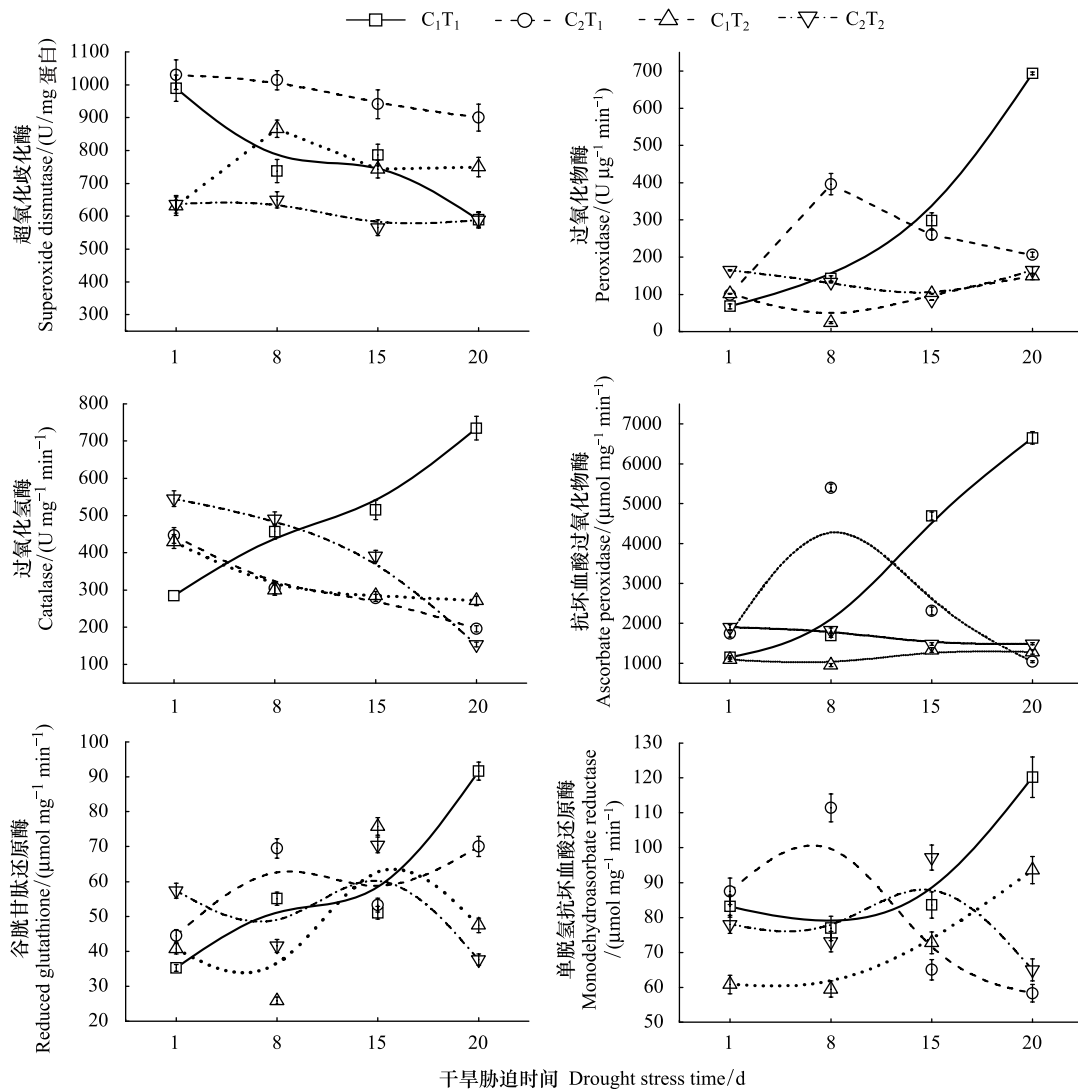 C₁T₁ C₂T₁ C₁T₂ C₂T₂
超氧化歧化酶
Superoxide dismutase/(U/mg蛋白)
1100
1000
900
800
700
600
500
400
300
1 8 15 20
过氧化物酶
Peroxidase/(U μg⁻¹ min⁻¹)
700
600
500
400
300
200
100
0
1 8 15 20
过氧化氢酶
Catalase/(U mg⁻¹ min⁻¹)
800
700
600
500
400
300
200
100
1 8 15 20
抗坏血酸过氧化物酶
Ascorbate peroxidase/(μmol mg⁻¹ min⁻¹)
7000
6000
5000
4000
3000
2000
1000
1 8 15 20
谷胱甘肽还原酶
Reduced glutathione/(μmol mg⁻¹ min⁻¹)
100
90
80
70
60
50
40
30
20
1 8 15 20
单脱氢抗坏血酸还原酶
Monodehydroasorbate reductase
/(μmol mg⁻¹ min⁻¹)
130
120
110
100
90
80
70
60
50
1 8 15 20
干旱胁迫时间 Drought stress time/d